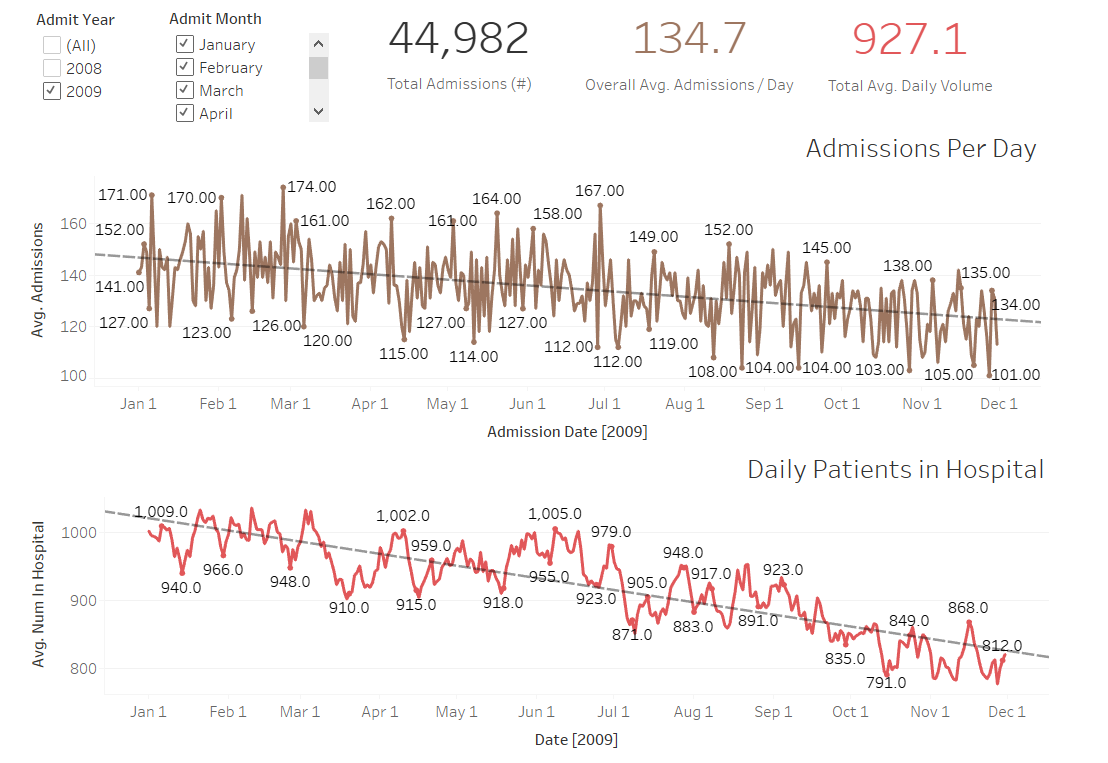 Admit Year
(All)
2008
2009
Admit Month
January
February
March
April
44,982
Total Admissions (#)
134.7
Overall Avg. Admissions / Day
927.1
Total Avg. Daily Volume
Admissions Per Day
Avg. Admissions
160
140
120
100
171.00
152.00
141.00
127.00
170.00
123.00
174.00
161.00
126.00
120.00
162.00
115.00
161.00
127.00
114.00
164.00
158.00
127.00
167.00
112.00
112.00
149.00
119.00
152.00
108.00
104.00
145.00
104.00
138.00
103.00
135.00
134.00
105.00
101.00
Jan 1
Feb 1
Mar 1
Apr 1
May 1
Jun 1
Jul 1
Aug 1
Sep 1
Oct 1
Nov 1
Dec 1
Admission Date [2009]
Daily Patients in Hospital
Avg. Num In Hospital
1000
900
800
1,009.0
940.0
966.0
948.0
910.0
1,002.0
959.0
915.0
918.0
1,005.0
955.0
979.0
923.0
905.0
871.0
948.0
917.0
883.0
923.0
891.0
835.0
849.0
791.0
868.0
812.0
Jan 1
Feb 1
Mar 1
Apr 1
May 1
Jun 1
Jul 1
Aug 1
Sep 1
Oct 1
Nov 1
Dec 1
Date [2009]